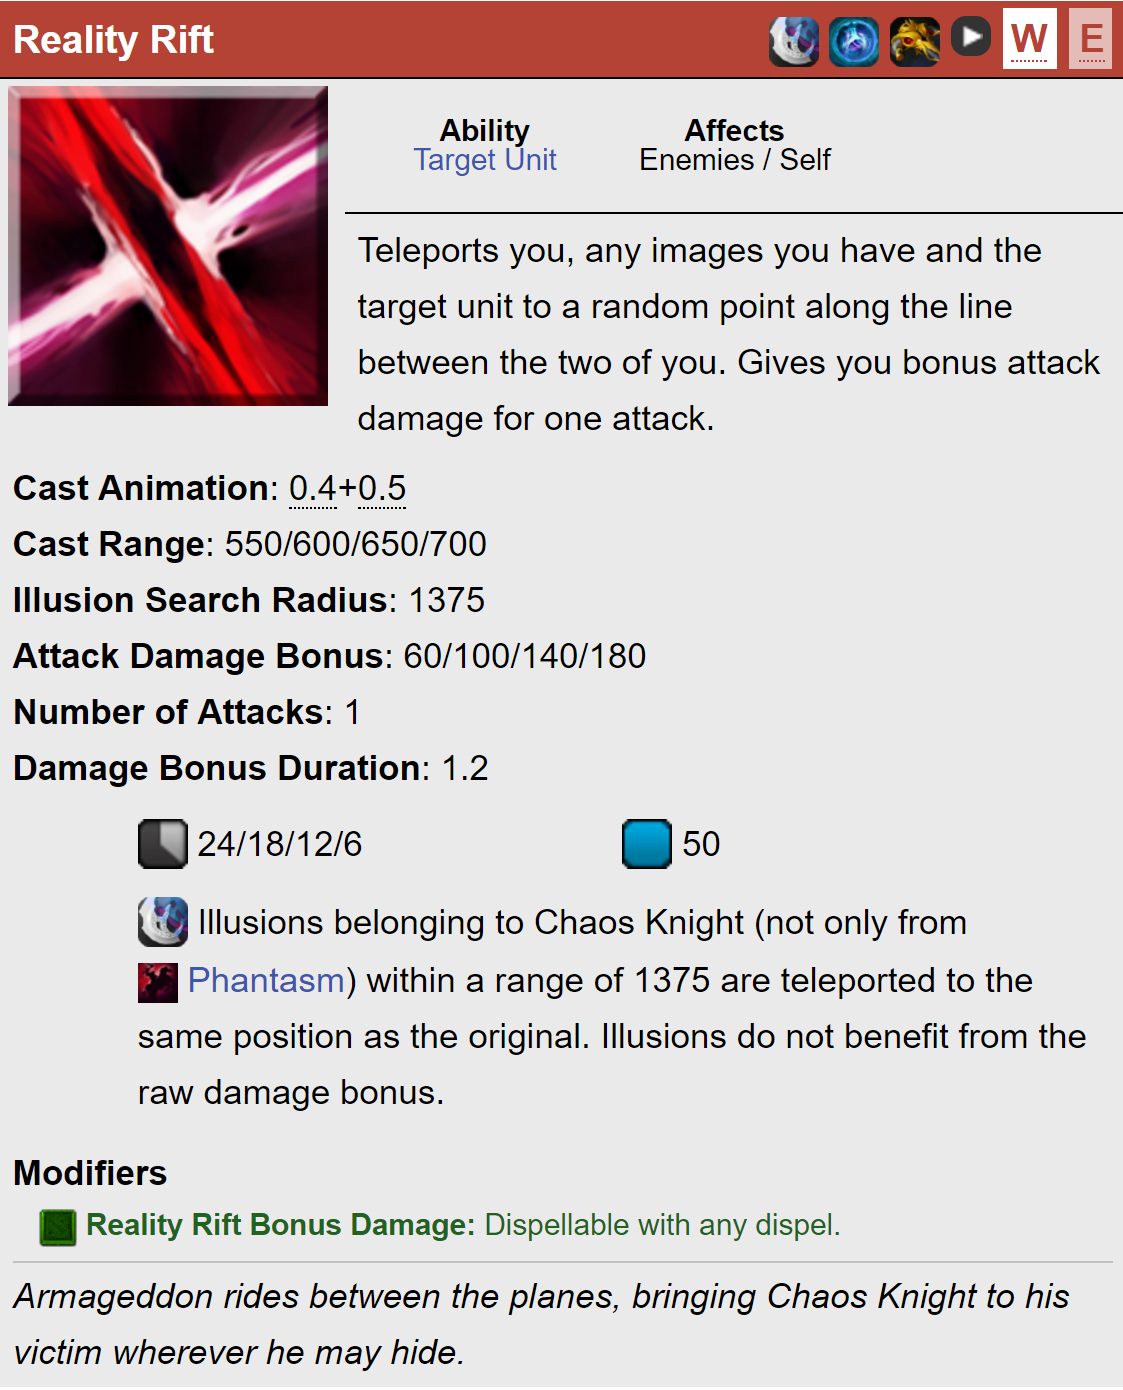 Reality Rift W E
Ability Affects
Target Unit Enemies / Self
Teleports you, any images you have and the
target unit to a random point along the line
between the two of you. Gives you bonus attack
damage for one attack.
Cast Animation: 0.4+0.5
Cast Range: 550/600/650/700
Illusion Search Radius: 1375
Attack Damage Bonus: 60/100/140/180
Number of Attacks: 1
Damage Bonus Duration: 1.2
24/18/12/6 50
Illusions belonging to Chaos Knight (not only from
Phantasm) within a range of 1375 are teleported to the
same position as the original. Illusions do not benefit from the
raw damage bonus.
Modifiers
Reality Rift Bonus Damage: Dispellable with any dispel.
Armageddon rides between the planes, bringing Chaos Knight to his
victim wherever he may hide.